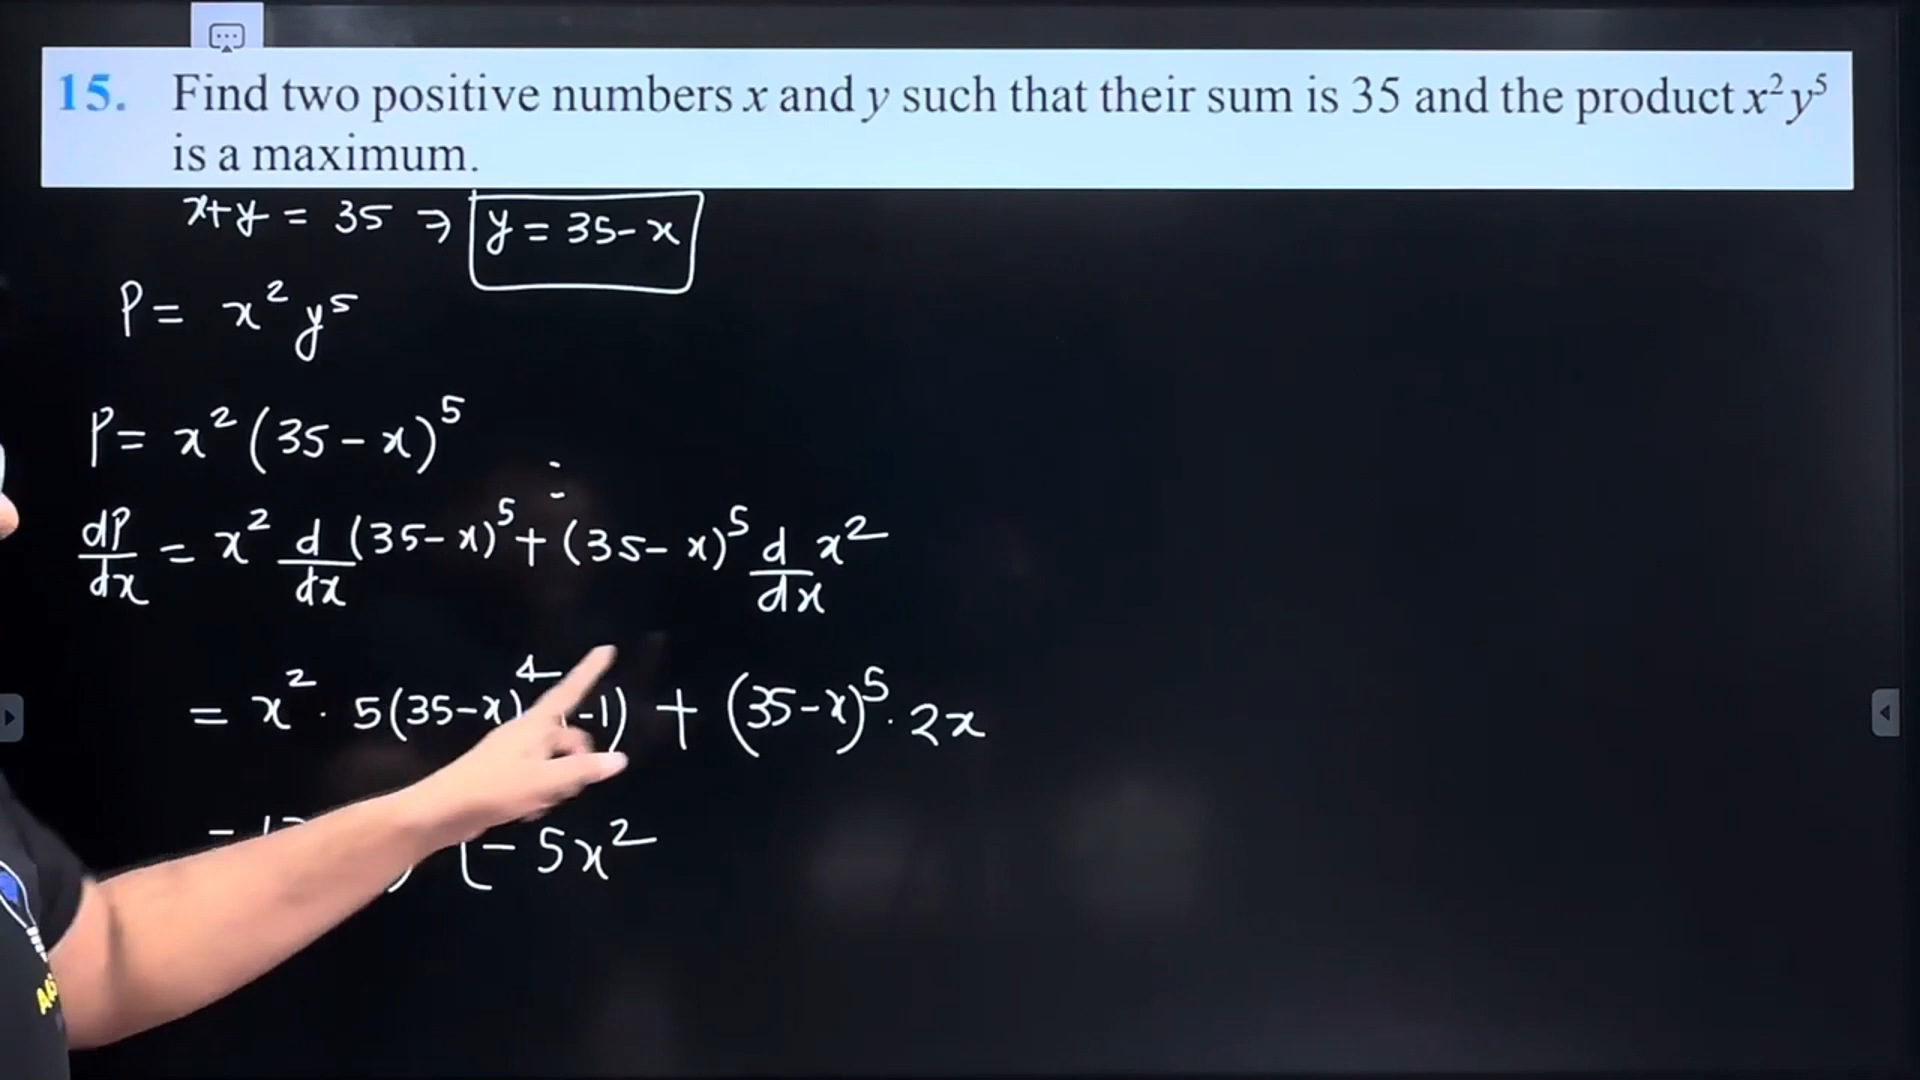 15. Find two positive numbers x and y such that their sum is 35 and the product x²y⁵
is a maximum.
x+y = 35 ⇒ y = 35-x
P = x² y⁵
P = x² (35-x)⁵
dP/dx = x² d/dx (35-x)⁵ + (35-x)⁵ d/dx x²
= x² · 5(35-x)⁴ (-1) + (35-x)⁵ · 2x
= [- 5x²